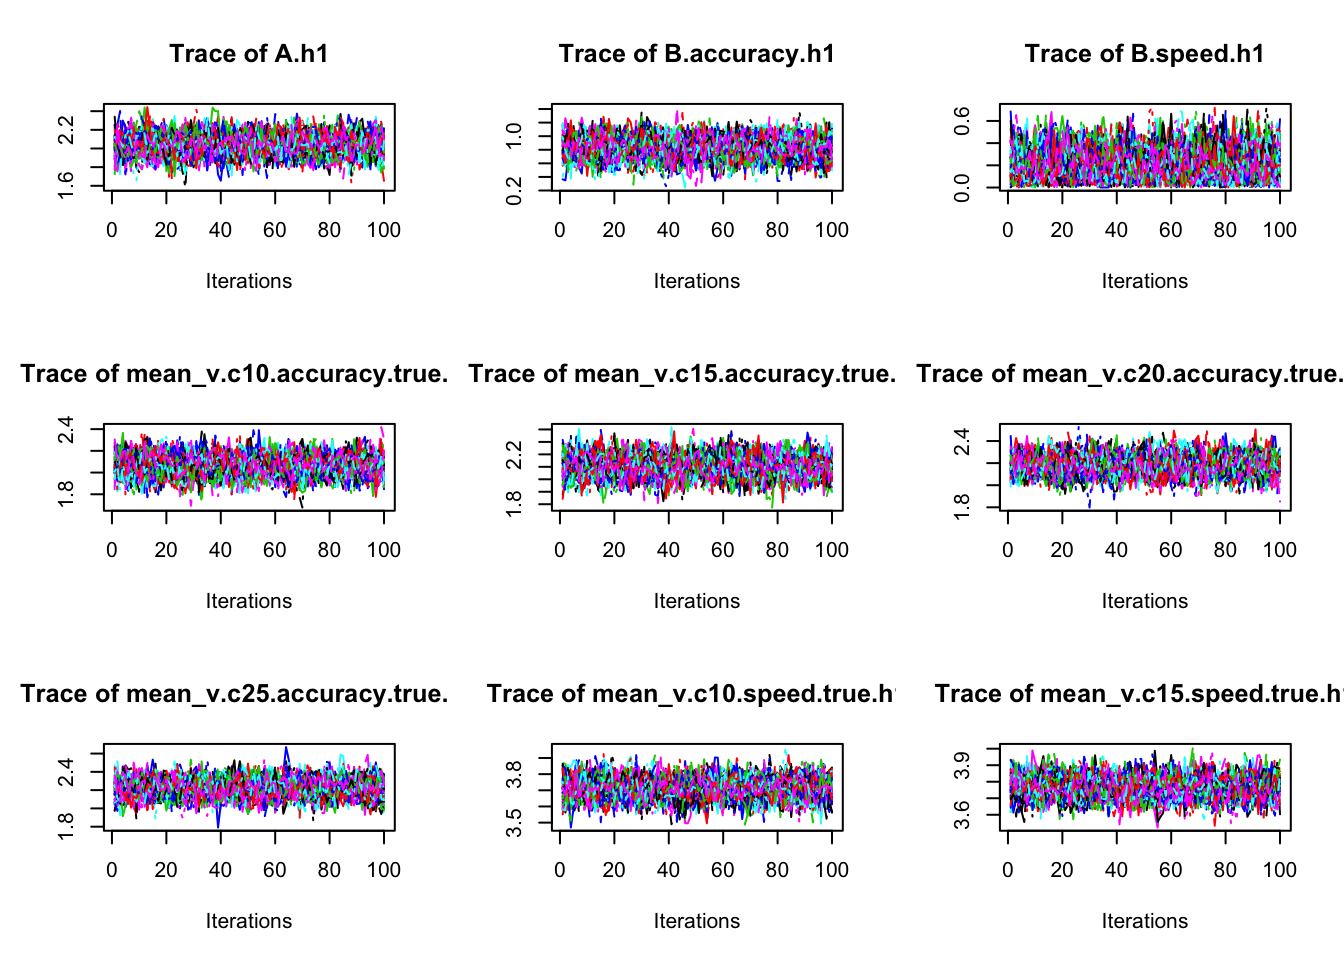 Trace of A.h1
2.2
1.6
0 20 40 60 80 100
Iterations
Trace of B.accuracy.h1
1.0
0.2
0 20 40 60 80 100
Iterations
Trace of B.speed.h1
0.6
0.0
0 20 40 60 80 100
Iterations
Trace of mean_v.c10.accuracy.true.
2.4
1.8
0 20 40 60 80 100
Iterations
Trace of mean_v.c15.accuracy.true.
2.2
1.8
0 20 40 60 80 100
Iterations
Trace of mean_v.c20.accuracy.true.
2.4
1.8
0 20 40 60 80 100
Iterations
Trace of mean_v.c25.accuracy.true.
2.4
1.8
0 20 40 60 80 100
Iterations
Trace of mean_v.c10.speed.true.h1
3.8
3.5
0 20 40 60 80 100
Iterations
Trace of mean_v.c15.speed.true.h1
3.9
3.6
0 20 40 60 80 100
Iterations